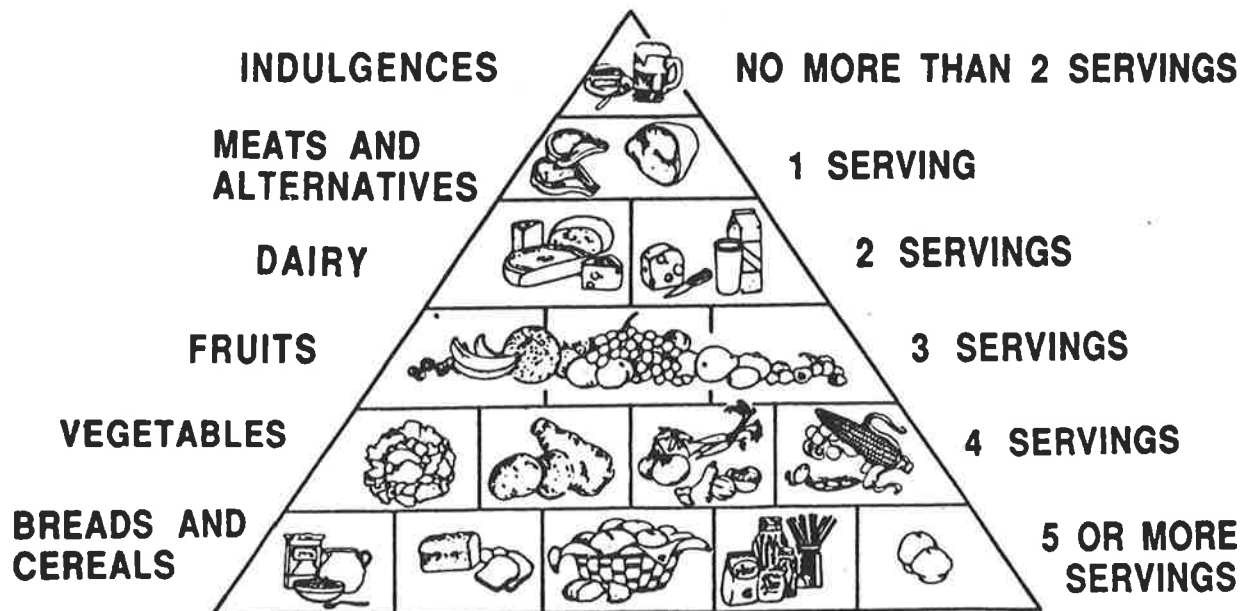 INDULGENCES
NO MORE THAN 2 SERVINGS
MEATS AND
ALTERNATIVES
1 SERVING
DAIRY
2 SERVINGS
FRUITS
3 SERVINGS
VEGETABLES
4 SERVINGS
BREADS AND
CEREALS
5 OR MORE
SERVINGS